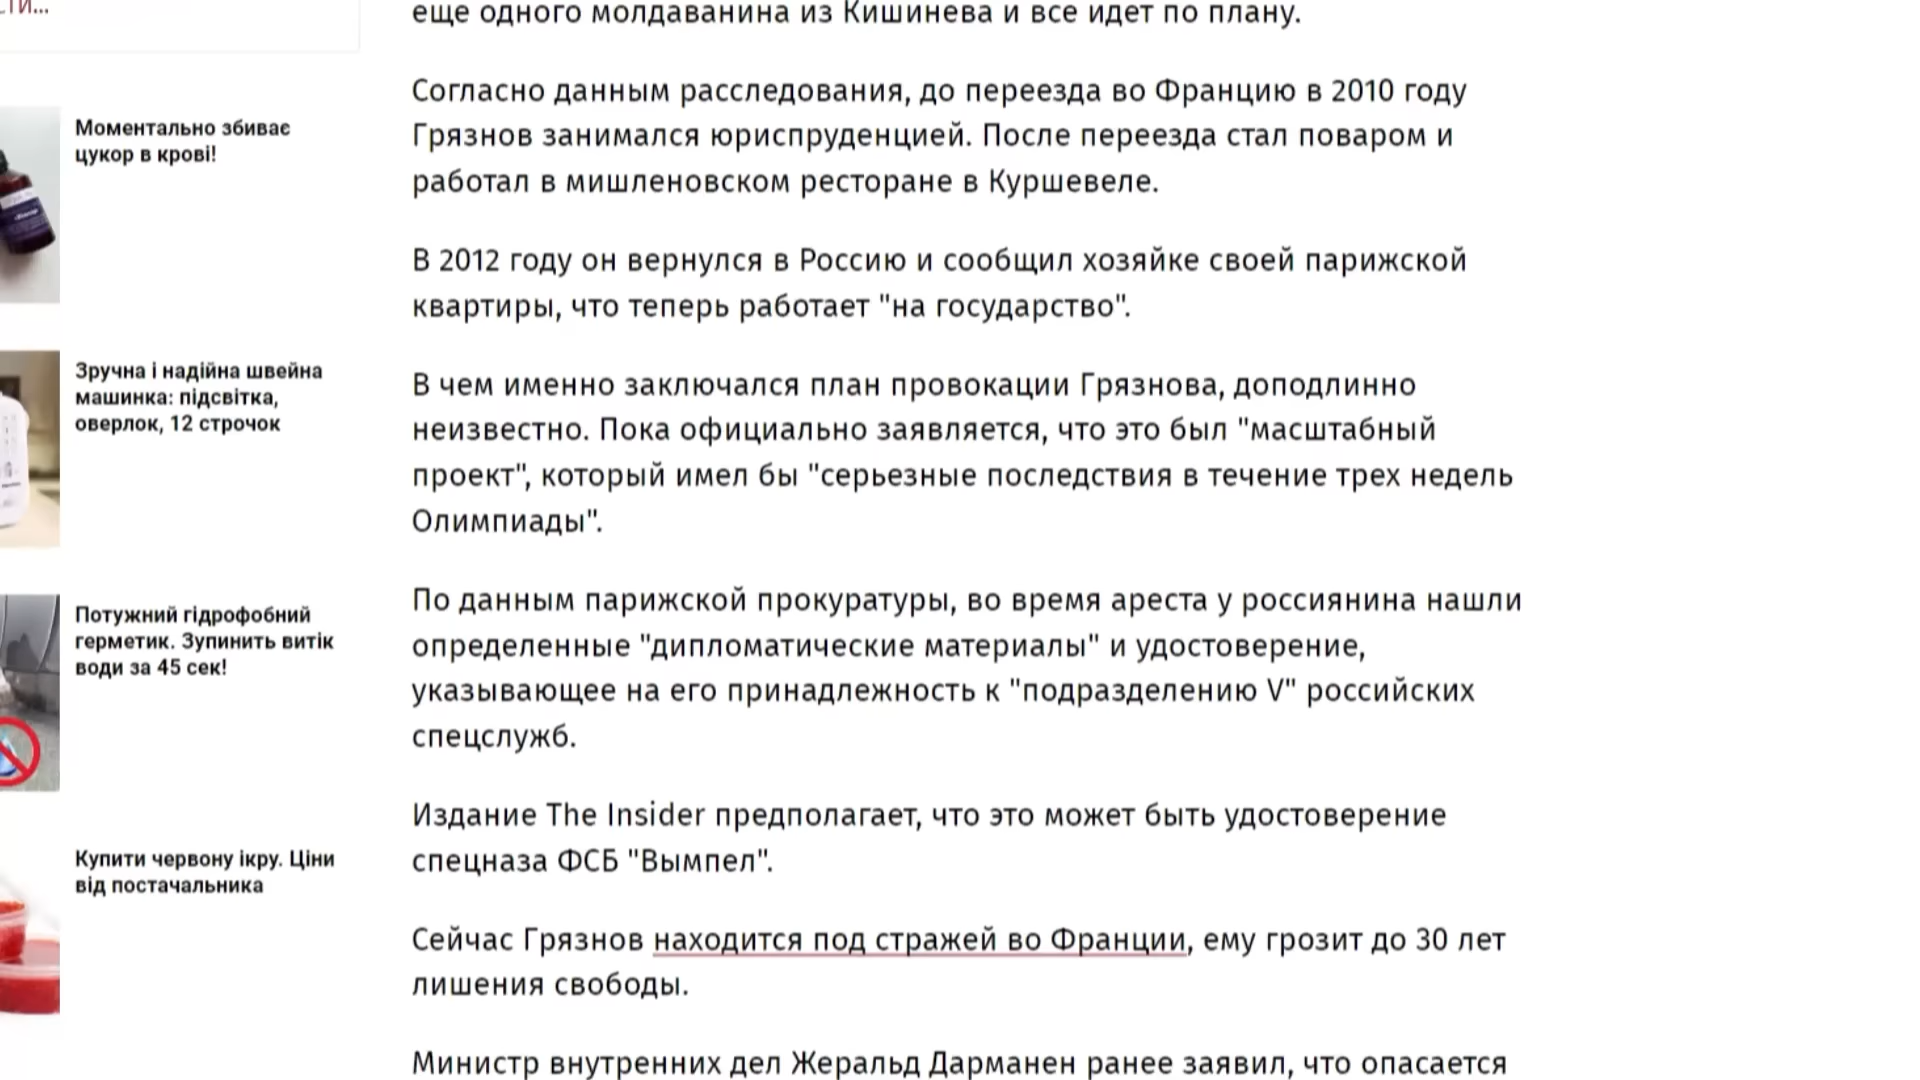 еще одного молдаванина из Кишинева и все идет по плану.
Согласно данным расследования, до переезда во Францию в 2010 году
Грязнов занимался юриспруденцией. После переезда стал поваром и
работал в мишленовском ресторане в Куршевеле.
В 2012 году он вернулся в Россию и сообщил хозяйке своей парижской
квартиры, что теперь работает "на государство".
В чем именно заключался план провокации Грязнова, доподлинно
неизвестно. Пока официально заявляется, что это был "масштабный
проект", который имел бы "серьезные последствия в течение трех недель
Олимпиады".
По данным парижской прокуратуры, во время ареста у россиянина нашли
определенные "дипломатические материалы" и удостоверение,
указывающее на его принадлежность к "подразделению V" российских
спецслужб.
Издание The Insider предполагает, что это может быть удостоверение
спецназа ФСБ "Вымпел".
Сейчас Грязнов находится под стражей во Франции, ему грозит до 30 лет
лишения свободы.
Министр внутренних дел Жеральд Дарманен ранее заявил, что опасается
Моментально збиває
цукор в крові!
Зручна і надійна швейна
машинка: підсвітка,
оверлок, 12 строчок
Потужний гідрофобний
герметик. Зупинить витік
води за 45 сек!
Купити червону ікру. Ціни
від постачальника